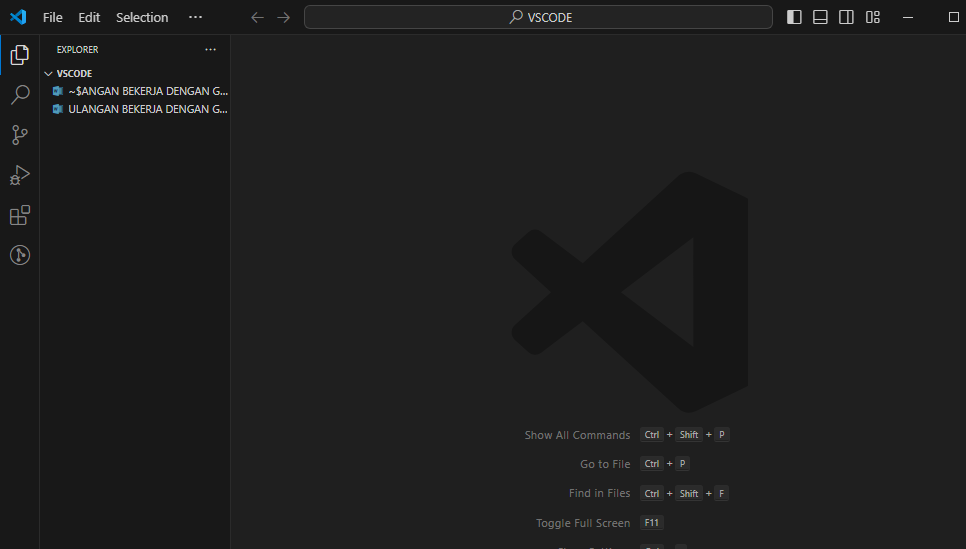 File Edit Selection ···
VSCODE
EXPLORER ···
VSCODE
~$ANGAN BEKERJA DENGAN G...
ULANGAN BEKERJA DENGAN G...
Show All Commands Ctrl + Shift + P
Go to File Ctrl + P
Find in Files Ctrl + Shift + F
Toggle Full Screen F11